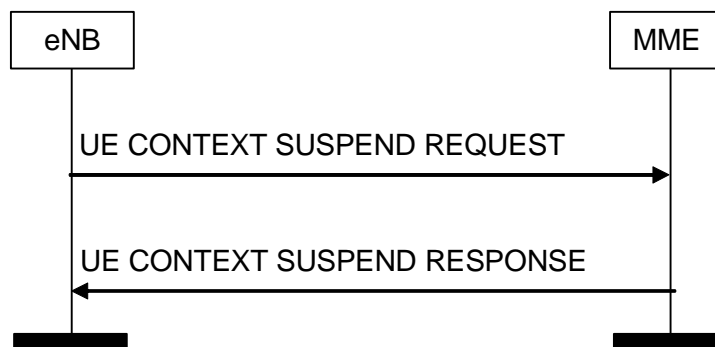 eNB
MME
UE CONTEXT SUSPEND REQUEST
UE CONTEXT SUSPEND RESPONSE